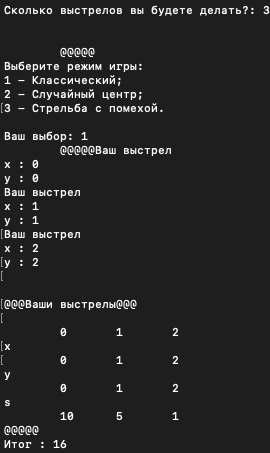 Сколько выстрелов вы будете делать?: 3
@@@@@
Выберите режим игры:
1 – Классический;
2 – Случайный центр;
[3 – Стрельба с помехой.
Ваш выбор: 1
@@@@@Ваш выстрел
x : 0
y : 0
Ваш выстрел
x : 1
y : 1
[Ваш выстрел
x : 2
[y : 2
[
@@@Ваши выстрелы@@@
[
0 1 2
[x
[ 0 1 2
y
0 1 2
s
10 5 1
@@@@@
Итог : 16